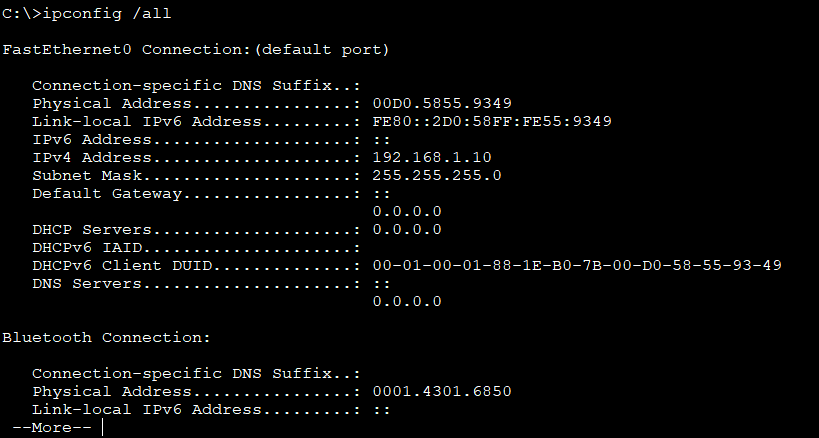 C:\>ipconfig /all
FastEthernet0 Connection:(default port)
Connection-specific DNS Suffix..:
Physical Address................: 00D0.5855.9349
Link-local IPv6 Address.........: FE80::2D0:58FF:FE55:9349
IPv6 Address....................: ::
IPv4 Address....................: 192.168.1.10
Subnet Mask.....................: 255.255.255.0
Default Gateway.................: ::
0.0.0.0
DHCP Servers....................: 0.0.0.0
DHCPv6 IAID.....................:
DHCPv6 Client DUID..............: 00-01-00-01-88-1E-B0-7B-00-D0-58-55-93-49
DNS Servers.....................: ::
0.0.0.0
Bluetooth Connection:
Connection-specific DNS Suffix..:
Physical Address................: 0001.4301.6850
Link-local IPv6 Address.........: ::
--More--